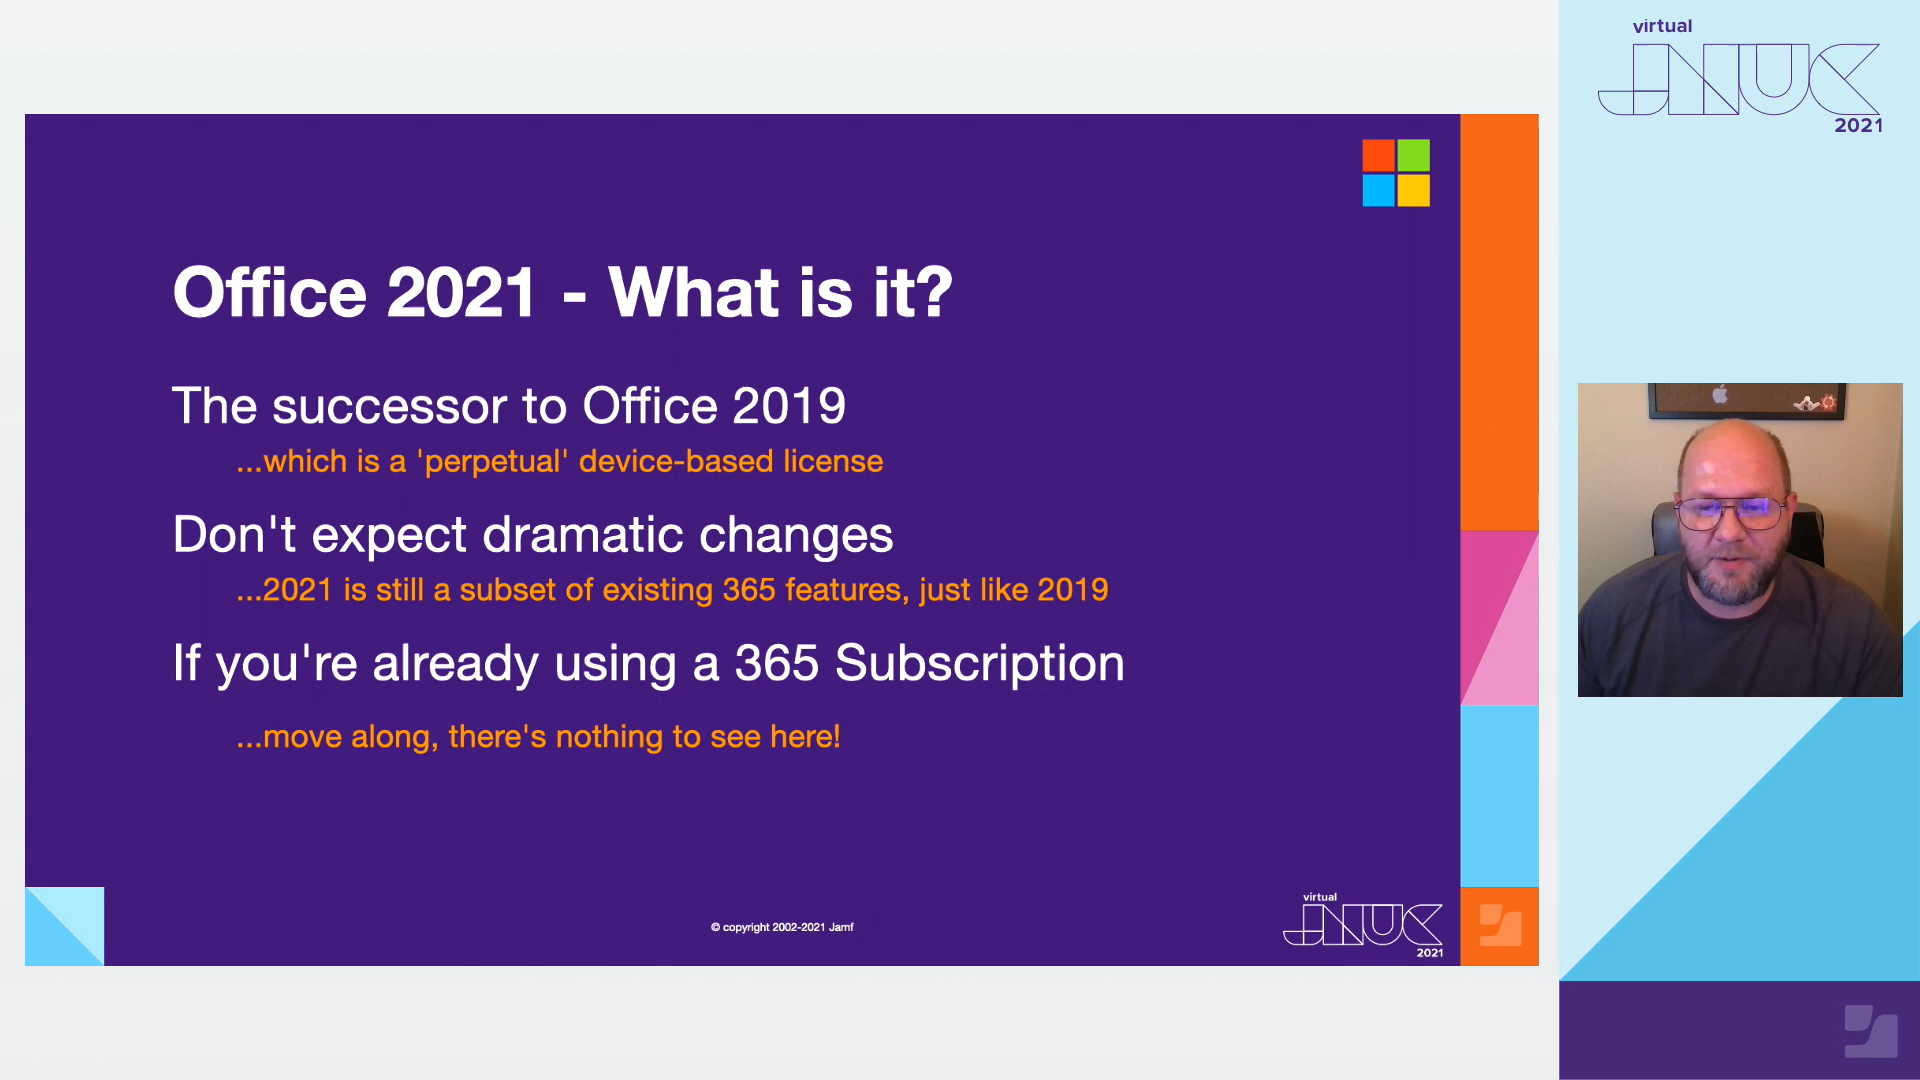 Office 2021 - What is it?
The successor to Office 2019
...which is a 'perpetual' device-based license
Don't expect dramatic changes
...2021 is still a subset of existing 365 features, just like 2019
If you're already using a 365 Subscription
...move along, there's nothing to see here!
© copyright 2002-2021 Jamf
virtual
JNUC
2021
virtual
JNUC
2021